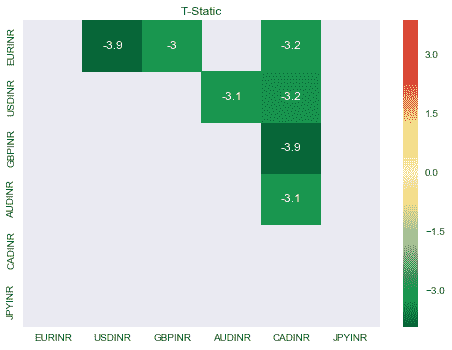 T-Static
EURINR
-3.9
-3
-3.2
3.0
USDINR
-3.1
-3.2
1.5
GBPINR
-3.9
0.0
AUDINR
-3.1
−1.5
CADINR
JPYINR
−3.0
EURINR
USDINR
GBPINR
AUDINR
CADINR
JPYINR